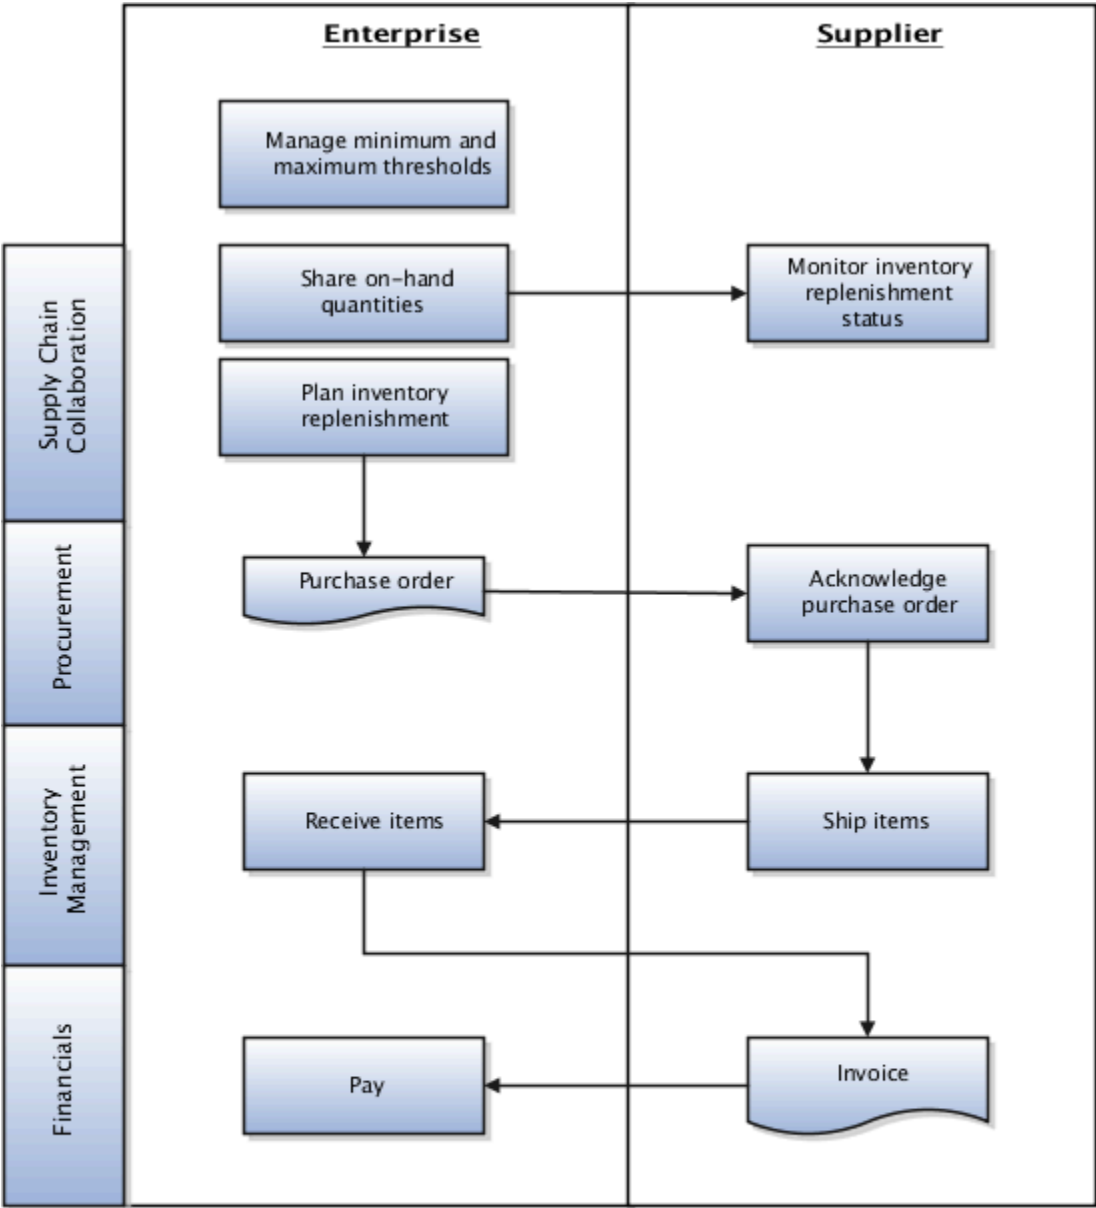 Enterprise
Supplier
Manage minimum and
maximum thresholds
Supply Chain
Collaboration
Share on-hand
quantities
Monitor inventory
replenishment
status
Plan inventory
replenishment
Procurement
Purchase order
Acknowledge
purchase order
Inventory
Management
Receive items
Ship items
Financials
Pay
Invoice